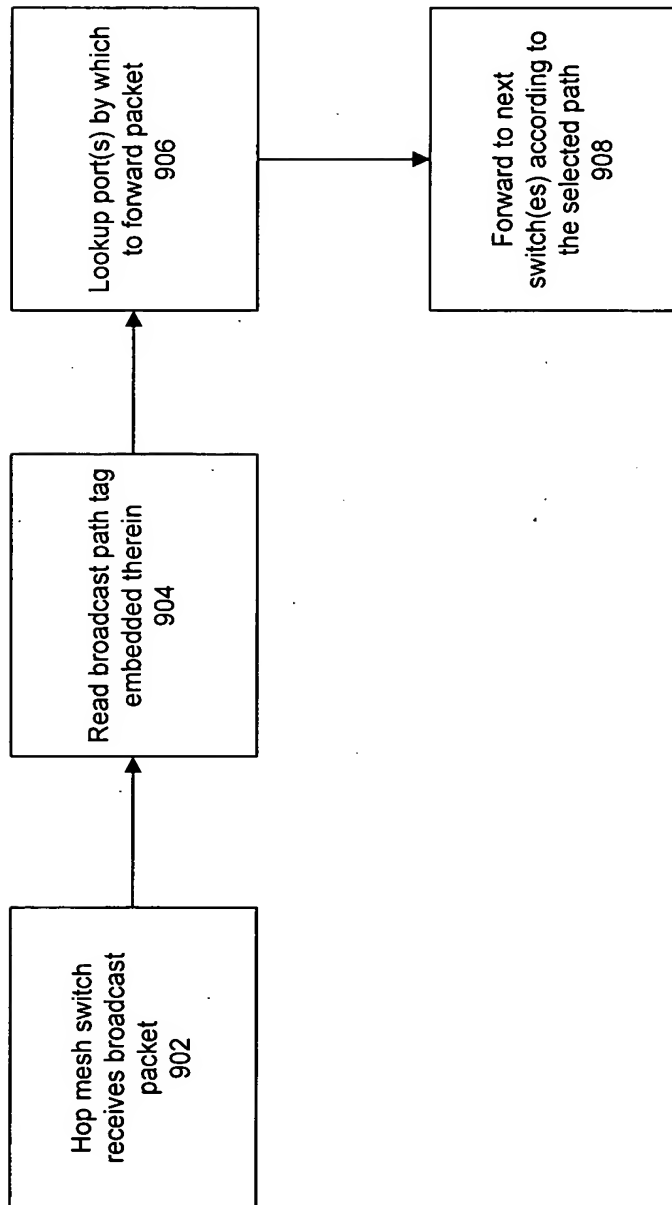 Hop mesh switch
receives broadcast
packet
902
Read broadcast path tag
embedded therein
904
Lookup port(s) by which
to forward packet
906
Forward to next
switch(es) according to
the selected path
908